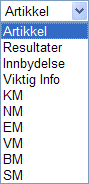 Artikkel
Artikkel
Resultater
Innbydelse
Viktig Info
KM
NM
EM
VM
BM
SM